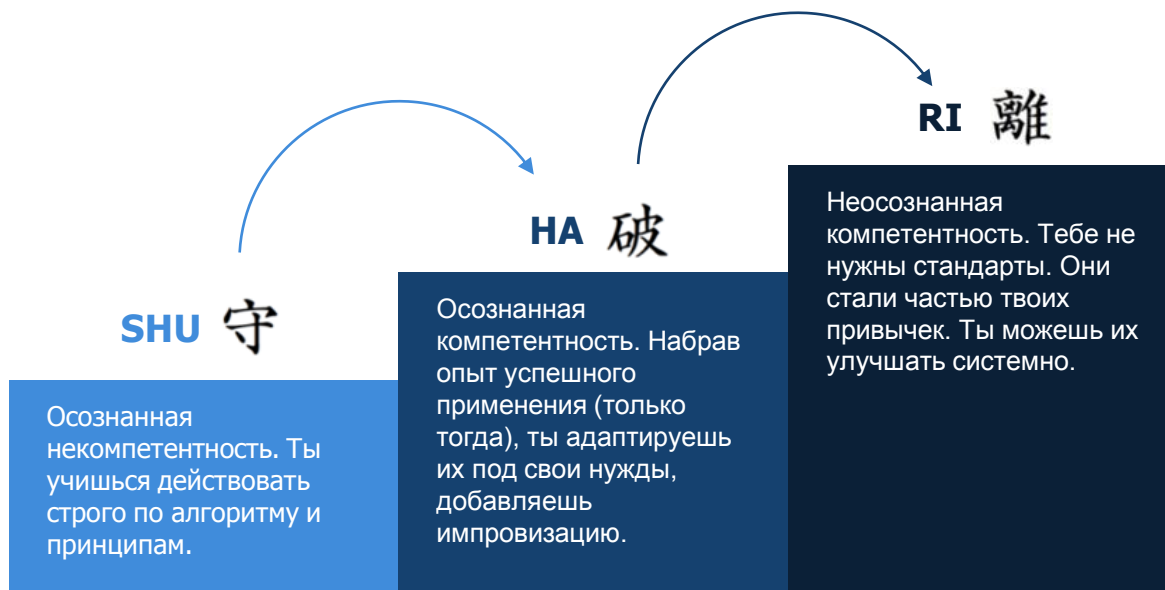 SHU 守
Осознанная
некомпетентность. Ты
учишься действовать
строго по алгоритму и
принципам.
HA 破
Осознанная
компетентность. Набрав
опыт успешного
применения (только
тогда), ты адаптируешь
их под свои нужды,
добавляешь
импровизацию.
RI 離
Неосознанная
компетентность. Тебе не
нужны стандарты. Они
стали частью твоих
привычек. Ты можешь их
улучшать системно.